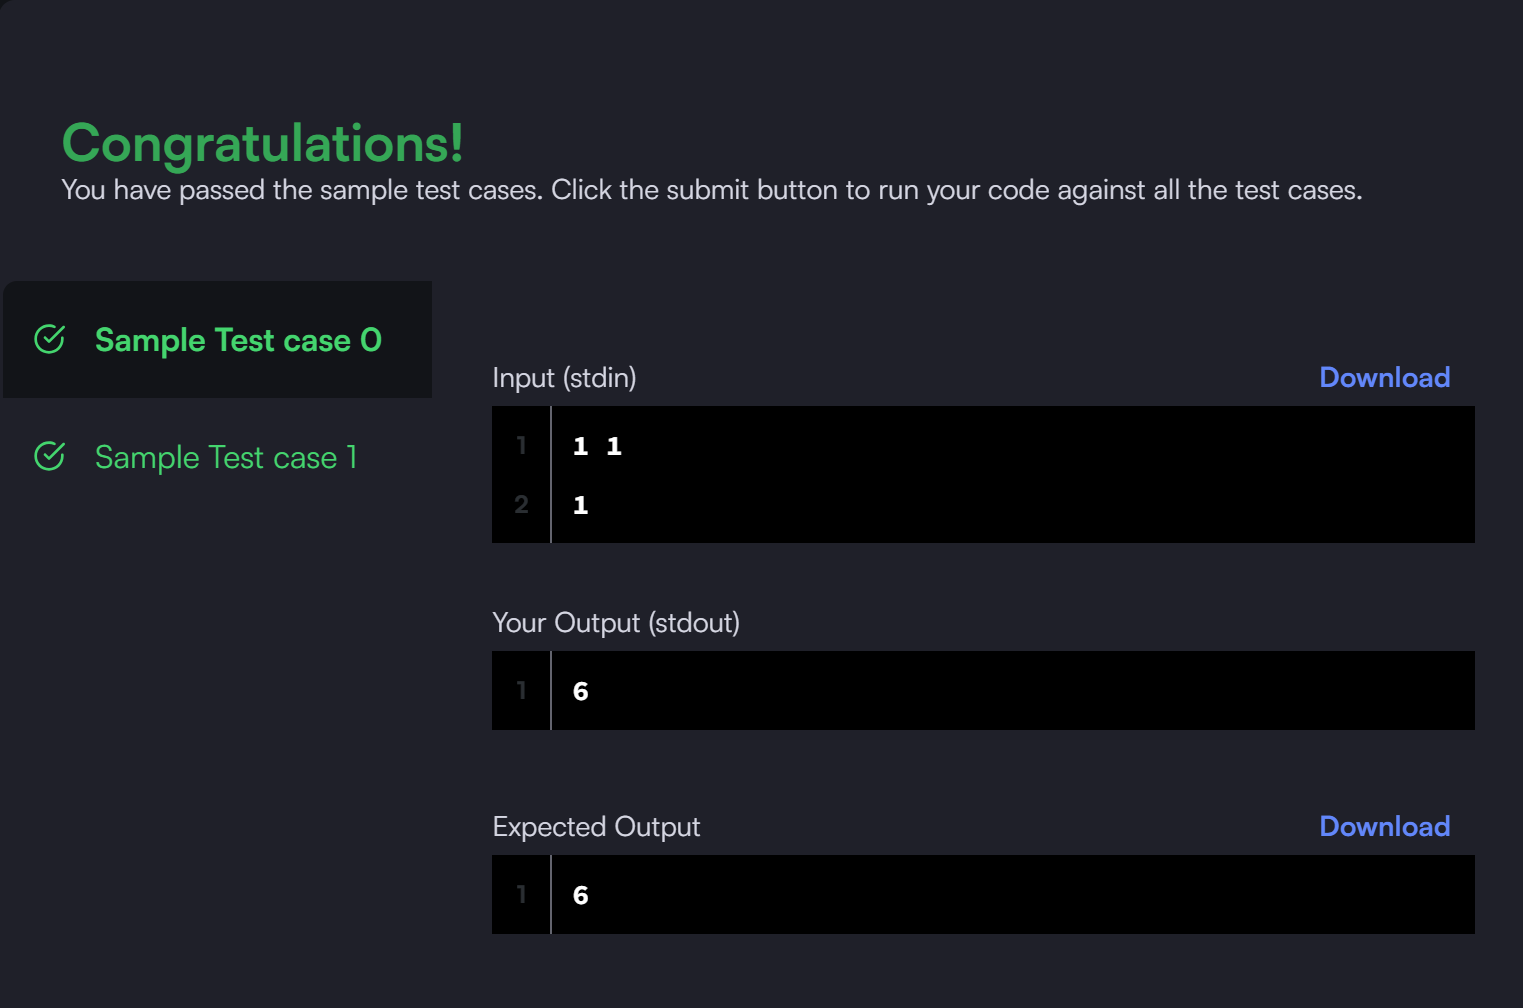 Congratulations!
You have passed the sample test cases. Click the submit button to run your code against all the test cases.
Sample Test case 0
Sample Test case 1
Input (stdin)
Download
1 1 1
2 1
Your Output (stdout)
1 6
Expected Output
Download
1 6